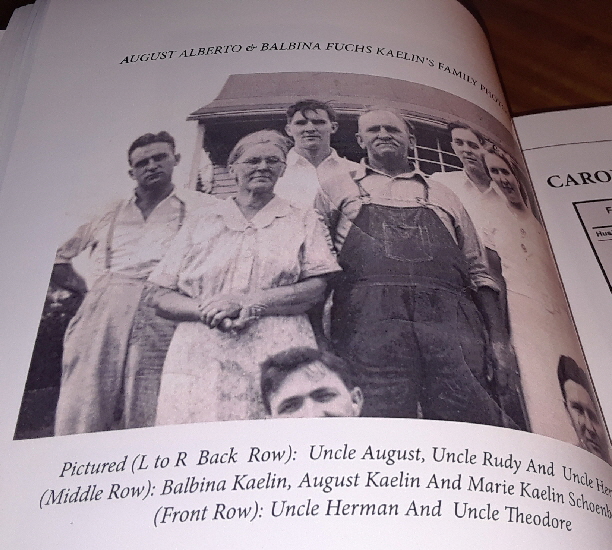 AUGUST ALBERTO & BALBINA FUCHS KAELIN'S FAMILY
Pictured (L to R Back Row): Uncle August, Uncle Rudy And Uncle
(Middle Row): Balbina Kaelin, August Kaelin And Marie Kaelin
(Front Row): Uncle Herman And Uncle Theodore